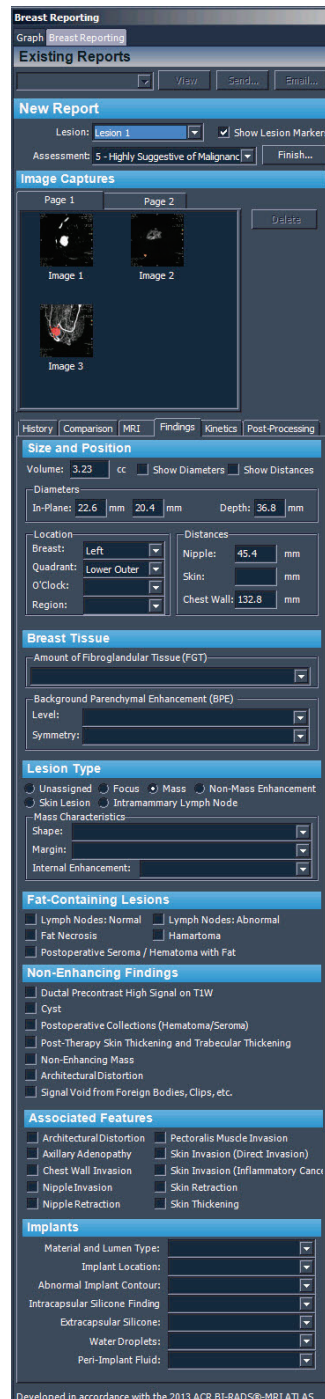 Breast Reporting
Graph Breast Reporting
Existing Reports
View Send... Email...
New Report
Lesion: Lesion 1 Show Lesion Marker
Assessment: 5 - Highly Suggestive of Malignanc Finish...
Image Captures
Page 1 Page 2
Delete
Image 1 Image 2
Image 3
History Comparison MRI Findings Kinetics Post-Processing
Size and Position
Volume: 3.23 cc Show Diameters Show Distances
Diameters
In-Plane: 22.6 mm 20.4 mm Depth: 36.8 mm
Location Distances
Breast: Left Nipple: 45.4 mm
Quadrant: Lower Outer Skin: mm
O'Clock: Chest Wall: 132.8 mm
Region:
Breast Tissue
Amount of Fibroglandular Tissue (FGT)
Background Parenchymal Enhancement (BPE)
Level:
Symmetry:
Lesion Type
Unassigned Focus Mass Non-Mass Enhancement
Skin Lesion Intramammary Lymph Node
Mass Characteristics
Shape:
Margin:
Internal Enhancement:
Fat-Containing Lesions
Lymph Nodes: Normal Lymph Nodes: Abnormal
Fat Necrosis Hamartoma
Postoperative Seroma / Hematoma with Fat
Non-Enhancing Findings
Ductal Precontrast High Signal on T1W
Cyst
Postoperative Collections (Hematoma/Seroma)
Post-Therapy Skin Thickening and Trabecular Thickening
Non-Enhancing Mass
Architectural Distortion
Signal Void from Foreign Bodies, Clips, etc.
Associated Features
Architectural Distortion Pectoralis Muscle Invasion
Axillary Adenopathy Skin Invasion (Direct Invasion)
Chest Wall Invasion Skin Invasion (Inflammatory Cance
Nipple Invasion Skin Retraction
Nipple Retraction Skin Thickening
Implants
Material and Lumen Type:
Implant Location:
Abnormal Implant Contour:
Intracapsular Silicone Finding
Extracapsular Silicone:
Water Droplets:
Peri-Implant Fluid:
Developed in accordance with the 2013 ACR BI-RADS®-MRI ATLAS